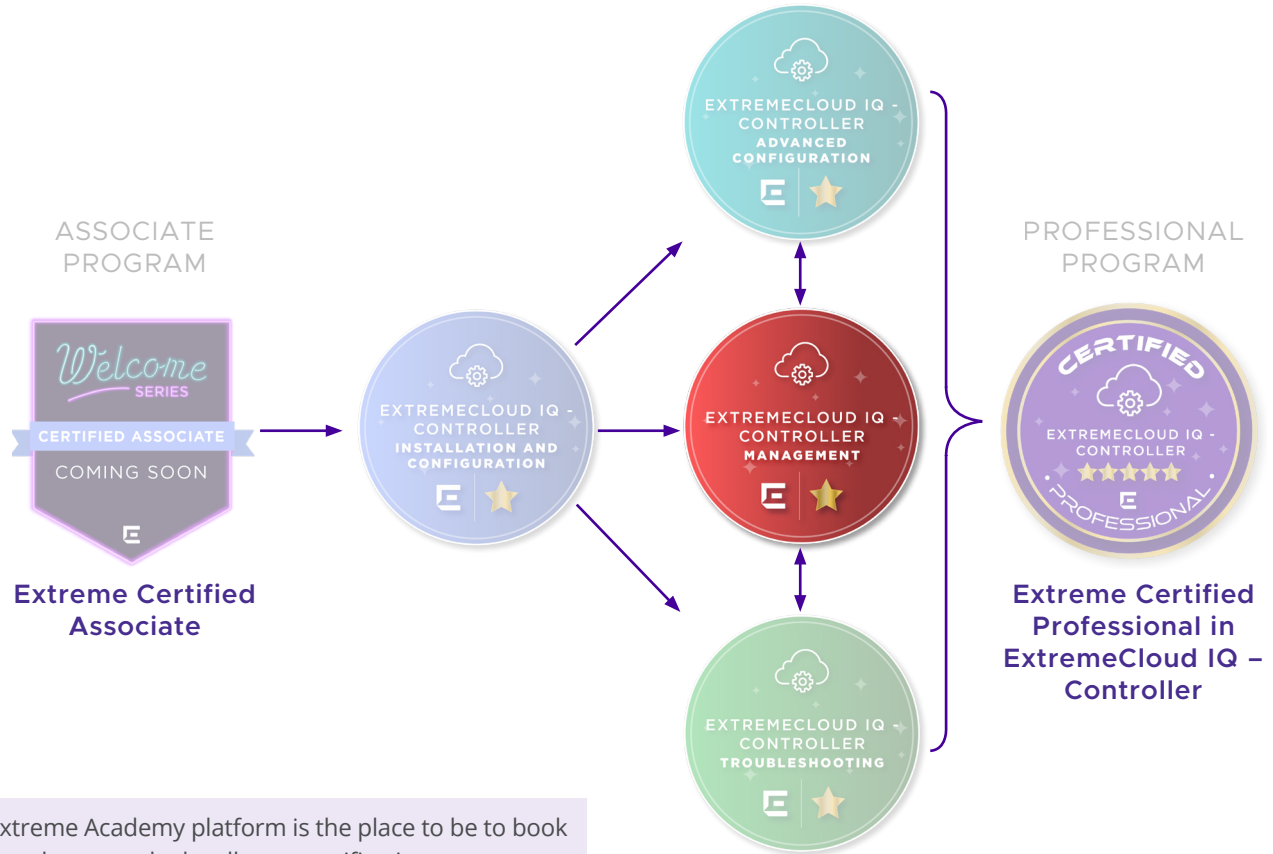 ASSOCIATE
PROGRAM
Welcome
SERIES
CERTIFIED ASSOCIATE
COMING SOON
Extreme Certified
Associate
EXTREMECLOUD IQ -
CONTROLLER
INSTALLATION AND
CONFIGURATION
EXTREMECLOUD IQ -
CONTROLLER
ADVANCED
CONFIGURATION
EXTREMECLOUD IQ -
CONTROLLER
MANAGEMENT
EXTREMECLOUD IQ -
CONTROLLER
TROUBLESHOOTING
PROFESSIONAL
PROGRAM
CERTIFIED
EXTREMECLOUD IQ -
CONTROLLER
PROFESSIONAL
Extreme Certified
Professional in
ExtremeCloud IQ –
Controller
xtreme Academy platform is the place to be to book